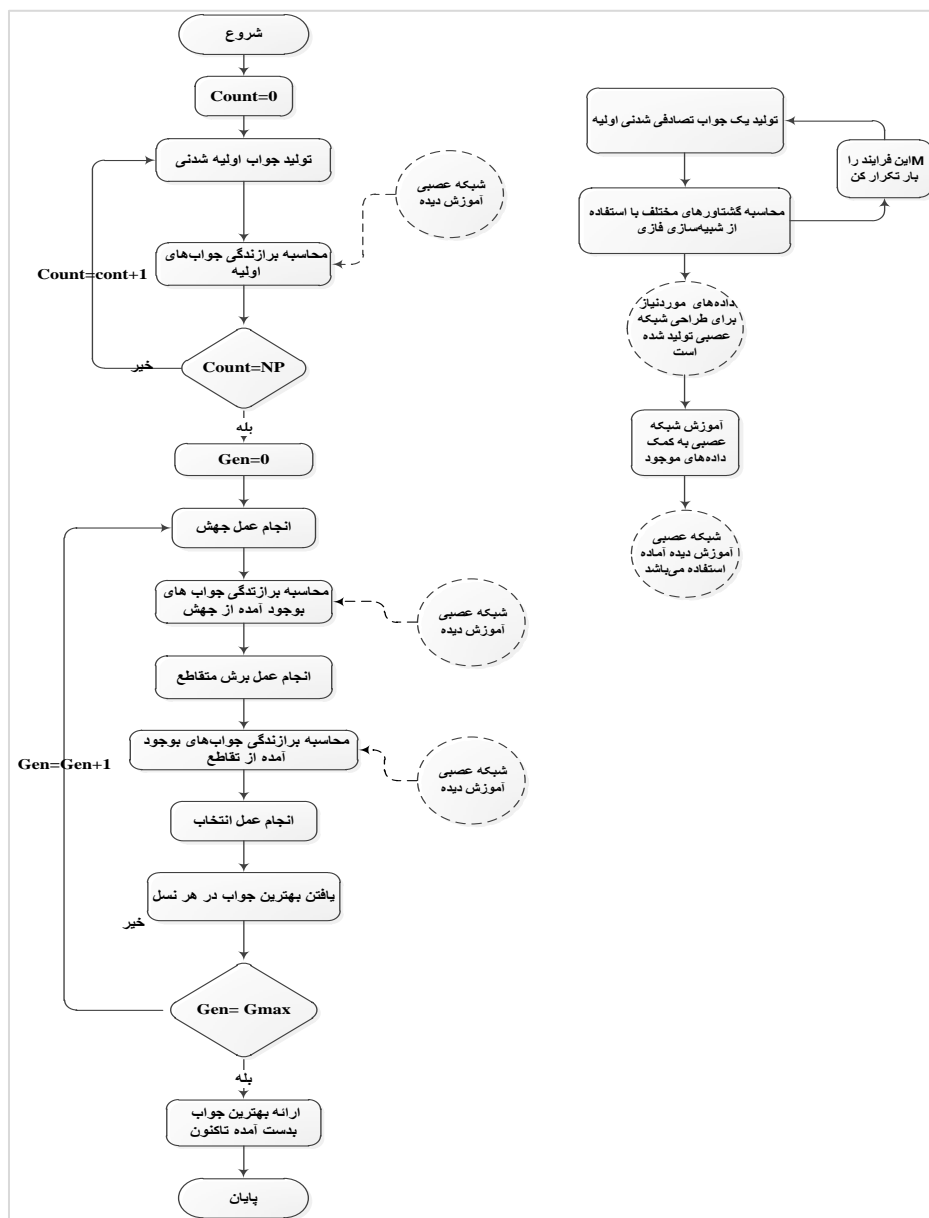 شروع
Count=0
تولید جواب اولیه شدنی
شبکه عصبی
آموزش دیده
محاسبه برازندگی جواب‌های
اولیه
Count=cont+1
Count=NP
خیر
بله
Gen=0
انجام عمل جهش
محاسبه برازتدگی جواب های
بوجود آمده از جهش
شبکه عصبی
آموزش دیده
انجام عمل برش متقاطع
محاسبه برازندگی جواب‌های بوجود
آمده از تقاطع
شبکه عصبی
آموزش دیده
Gen=Gen+1
انجام عمل انتخاب
یافتن بهترین جواب در هر نسل
خیر
Gen= Gmax
بله
ارائه بهترین جواب
بدست آمده تاکنون
پایان
تولید یک جواب تصادفی شدنی اولیه
Mاین فرایند را
بار تکرار کن
محاسبه گشتاورهای مختلف با استفاده
از شبیه‌سازی فازی
داده‌های موردنیاز
برای طراحی شبکه
عصبی تولید شده
است
آموزش شبکه
عصبی به کمک
داده‌های موجود
شبکه عصبی
آموزش دیده آماده
استفاده می‌باشد